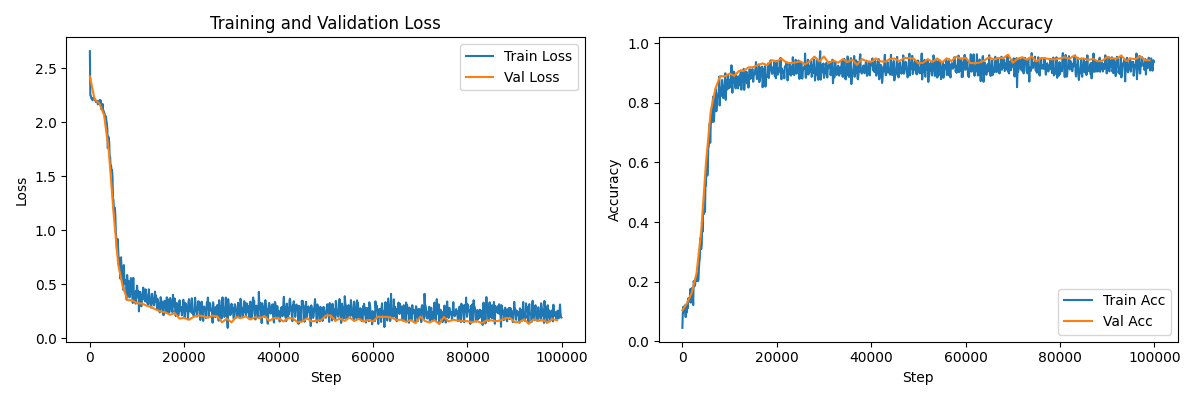 Training and Validation Loss
Train Loss
Val Loss
2.5
2.0
1.5
1.0
0.5
0.0
Loss
0
20000
40000
60000
80000
100000
Step
Training and Validation Accuracy
1.0
0.8
0.6
0.4
0.2
0.0
Accuracy
Train Acc
Val Acc
0
20000
40000
60000
80000
100000
Step